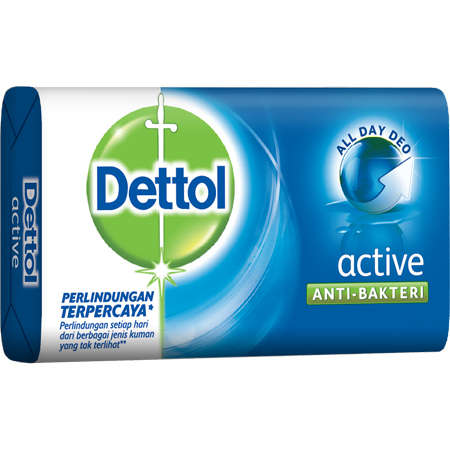 Dettol
active
Dettol
PERLINDUNGAN
TERPERCAYA*
Perlindungan setiap hari
dari berbagai jenis kuman
yang tak terlihat**
ALL DAY DEO
active
ANTI-BAKTERI